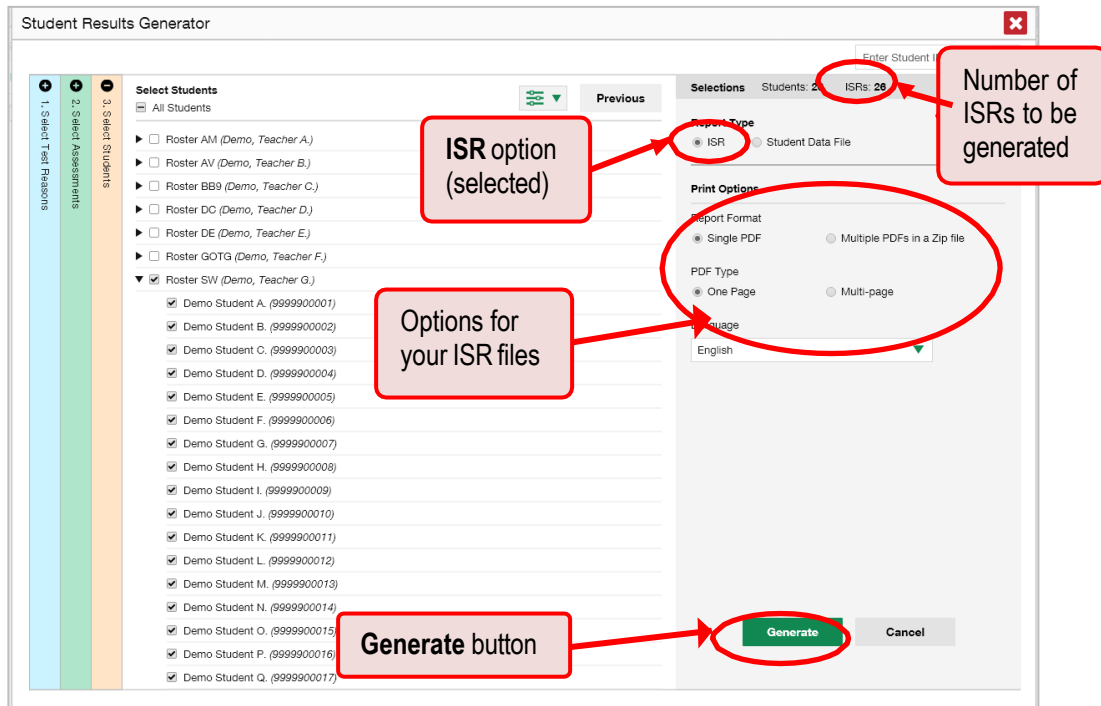 Student Results Generator
Enter Student
Number of
ISRs to be
generated
1. Select Test Reasons
2. Select Assessments
3. Select Students
Select Students
All Students
Previous
Selections Students: ISRs: 26
ISR option
(selected)
Report Type
ISR Student Data File
Roster AM (Demo, Teacher A.)
Roster AV (Demo, Teacher B.)
Roster BB9 (Demo, Teacher C.)
Roster DC (Demo, Teacher D.)
Roster DE (Demo, Teacher E.)
Roster GOTG (Demo, Teacher F.)
Roster SW (Demo, Teacher G.)
Demo Student A. (9999900001)
Demo Student B. (9999900002)
Demo Student C. (9999900003)
Demo Student D. (9999900004)
Demo Student E. (9999900005)
Demo Student F. (9999900006)
Demo Student G. (9999900007)
Demo Student H. (9999900008)
Demo Student I. (9999900009)
Demo Student J. (9999900010)
Demo Student K. (9999900011)
Demo Student L. (9999900012)
Demo Student M. (9999900013)
Demo Student N. (9999900014)
Demo Student O. (9999900015)
Demo Student P. (9999900016)
Demo Student Q. (9999900017)
Print Options
Report Format
Single PDF Multiple PDFs in a Zip file
PDF Type
One Page Multi-page
Options for
your ISR files
Language
English
Generate button
Generate Cancel